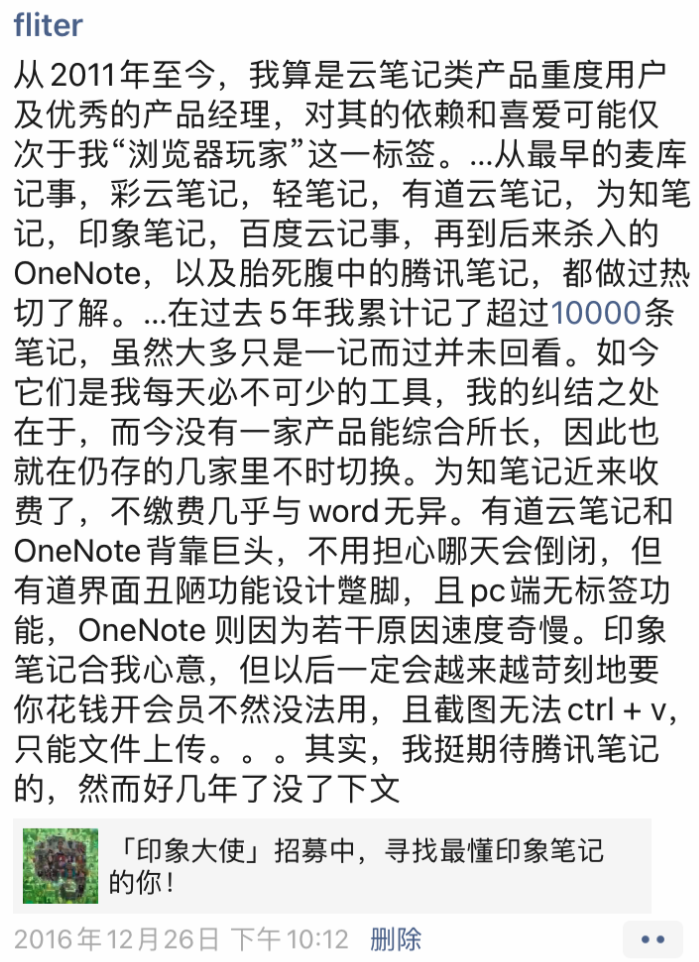 fliter
从2011年至今，我算是云笔记类产品重度用户
及优秀的产品经理，对其的依赖和喜爱可能仅
次于我“浏览器玩家”这一标签。...从最早的麦库
记事，彩云笔记，轻笔记，有道云笔记，为知笔
记，印象笔记，百度云记事，再到后来杀入的
OneNote，以及胎死腹中的腾讯笔记，都做过热
切了解。...在过去5年我累计记了超过10000条
笔记，虽然大多只是一记而过并未回看。如今
它们是我每天必不可少的工具，我的纠结之处
在于，而今没有一家产品能综合所长，因此也
就在仍存的几家里不时切换。为知笔记近来收
费了，不缴费几乎与word无异。有道云笔记和
OneNote背靠巨头，不用担心哪天会倒闭，但
有道界面丑陋功能设计蹩脚，且pc端无标签功
能，OneNote 则因为若干原因速度奇慢。印象
笔记合我心意，但以后一定会越来越苛刻地要
你花钱开会员不然没法用，且截图无法ctrl + v，
只能文件上传。。。其实，我挺期待腾讯笔记
的，然而好几年了没了下文
「印象大使」招募中，寻找最懂印象笔记
的你！
2016年12月26日 下午10:12 删除